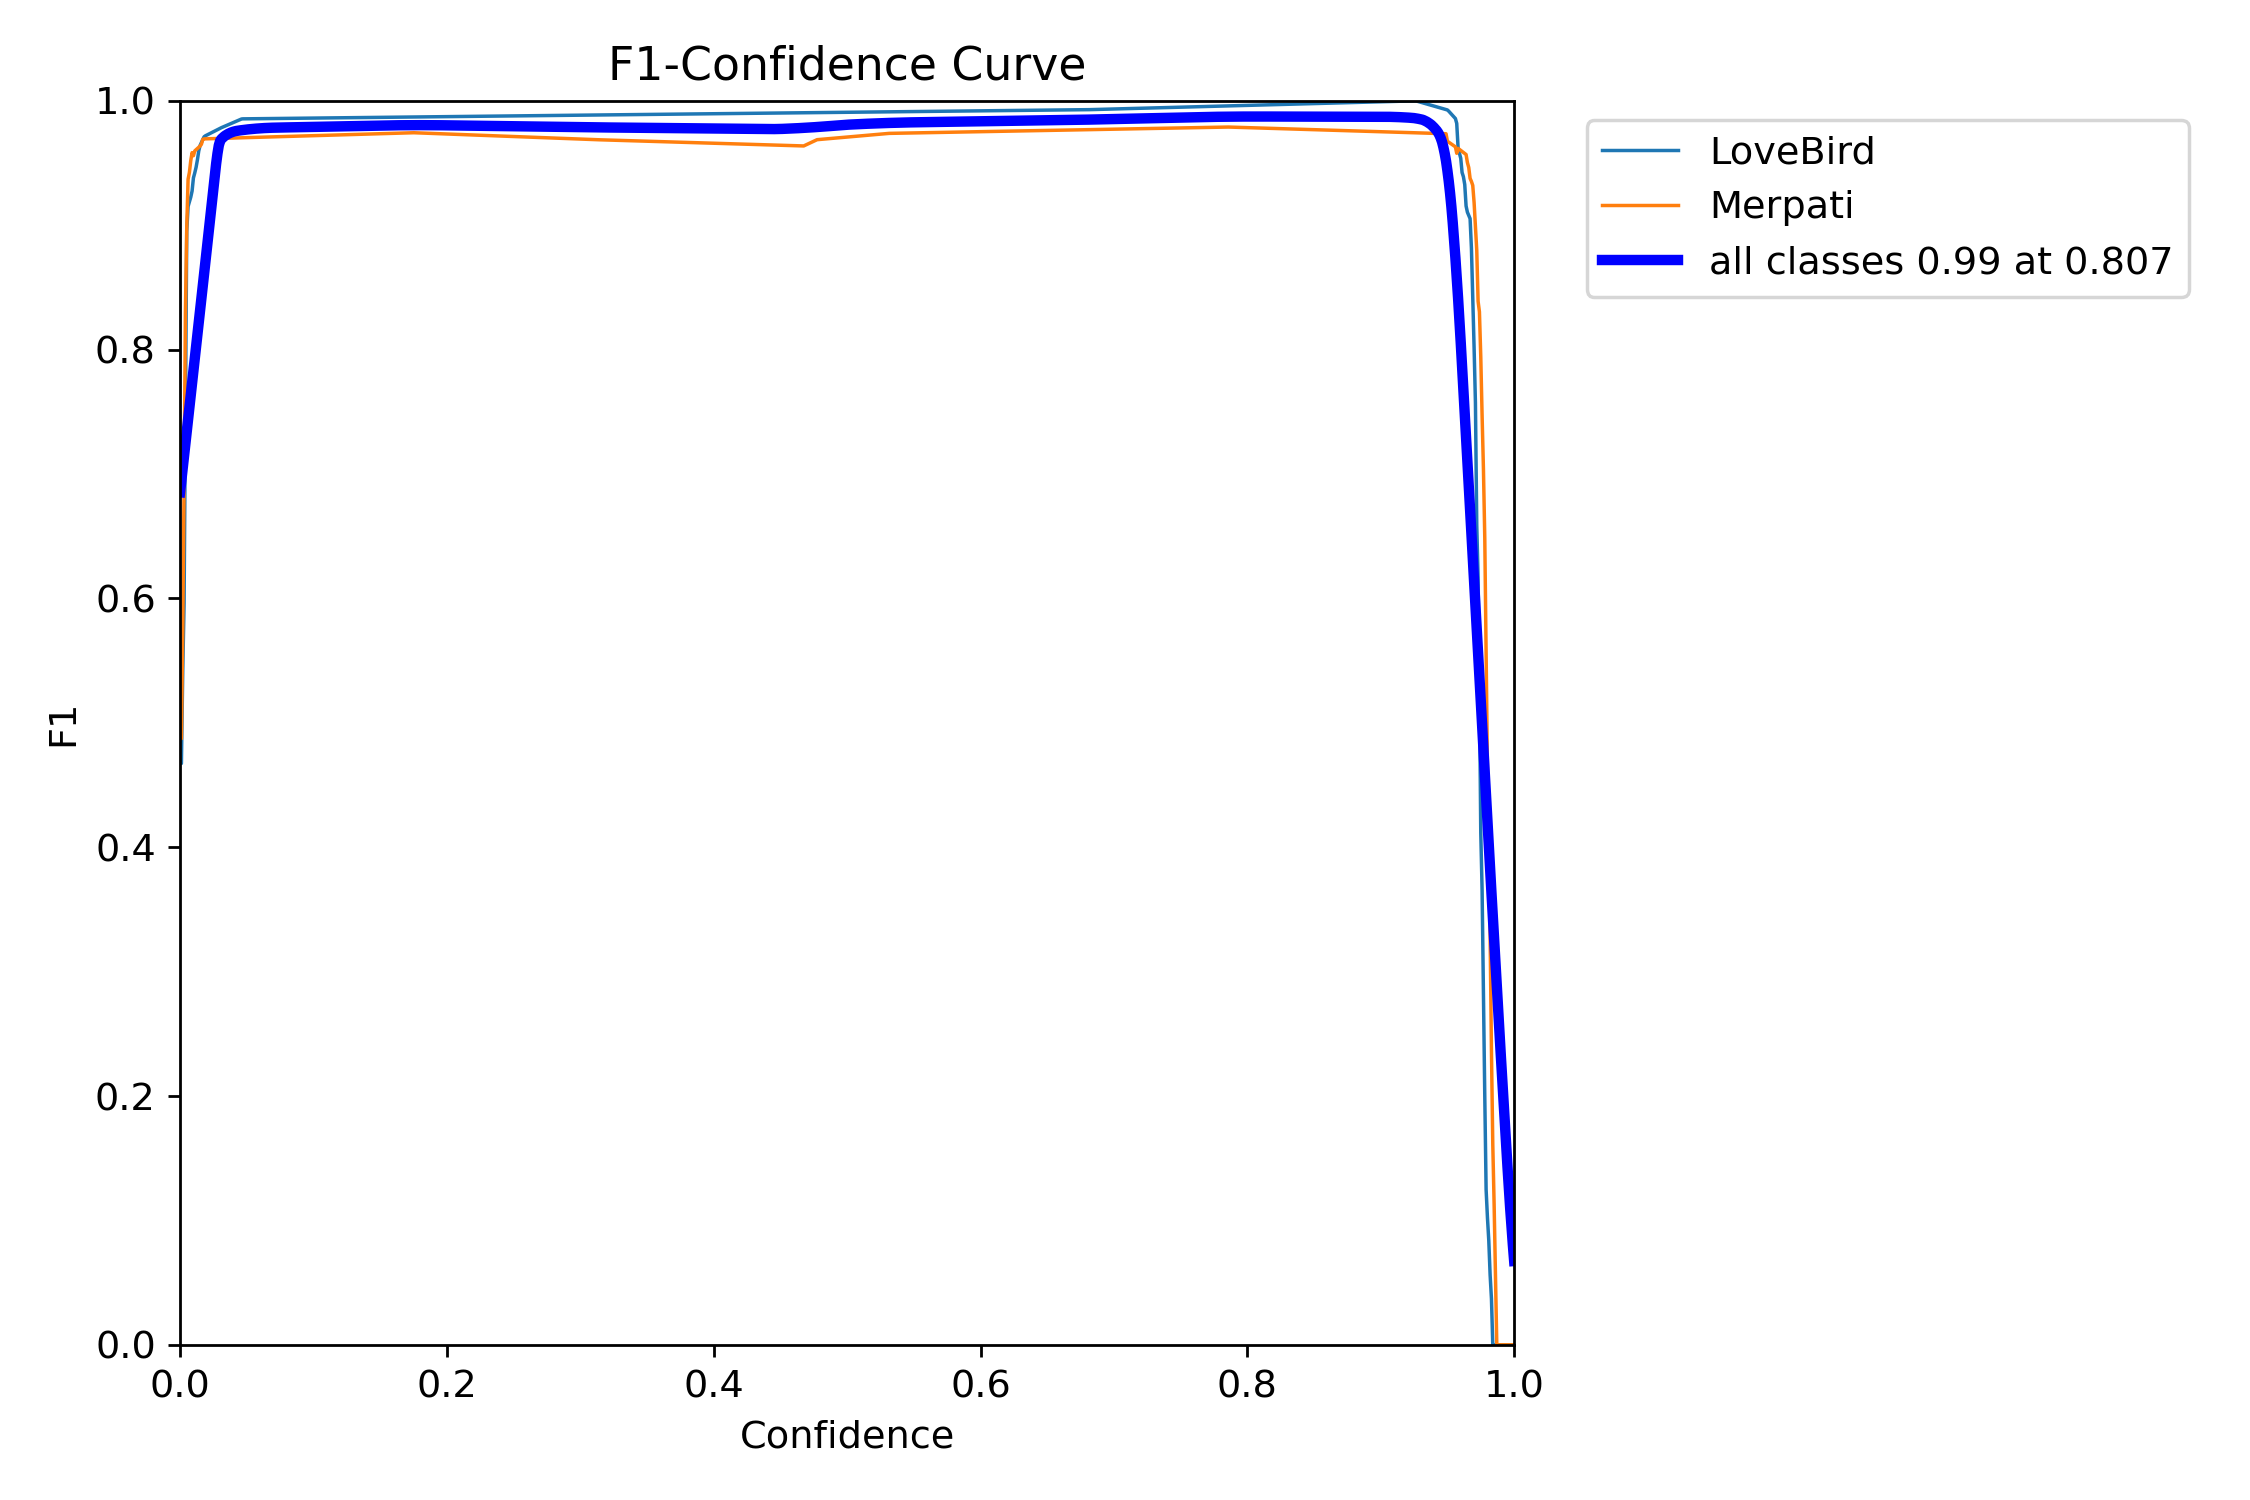 F1-Confidence Curve
1.0
0.8
0.6
0.4
0.2
0.0
F1
0.0 0.2 0.4 0.6 0.8 1.0
Confidence
LoveBird
Merpati
all classes 0.99 at 0.807